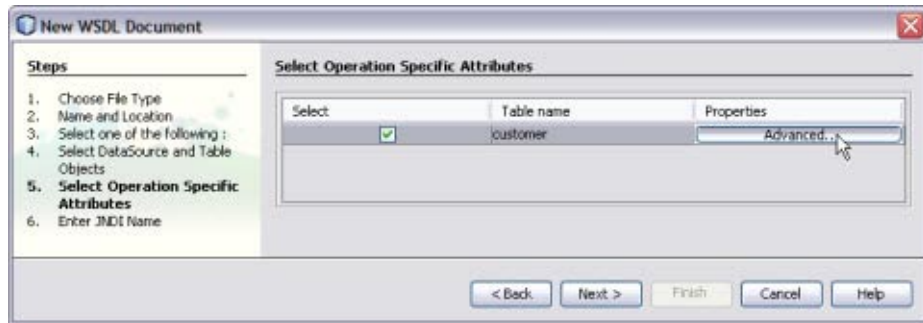 New WSDL Document
Steps
1. Choose File Type
2. Name and Location
3. Select one of the following :
4. Select DataSource and Table
Objects
5. Select Operation Specific
Attributes
6. Enter JNDI Name
Select Operation Specific Attributes
Select Table name Properties
customer Advanced...
< Back Next > Finish Cancel Help